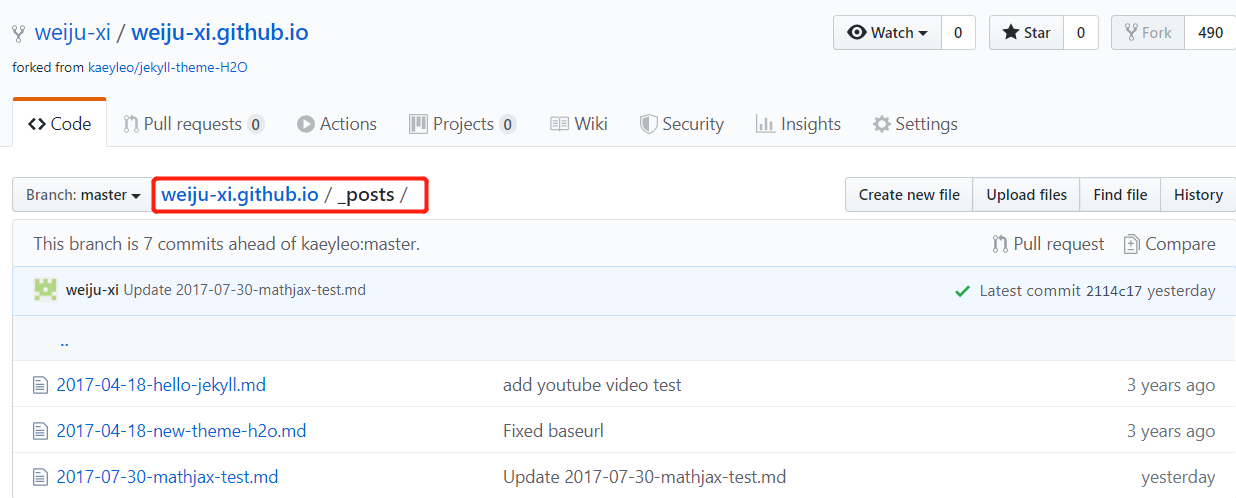 weiju-xi / weiju-xi.github.io Watch 0 Star 0 Fork 490
forked from kaeyleo/jekyll-theme-H2O
Code Pull requests 0 Actions Projects 0 Wiki Security Insights Settings
Branch: master weiju-xi.github.io / _posts / Create new file Upload files Find file History
This branch is 7 commits ahead of kaeyleo:master. Pull request Compare
weiju-xi Update 2017-07-30-mathjax-test.md Latest commit 2114c17 yesterday
..
2017-04-18-hello-jekyll.md add youtube video test 3 years ago
2017-04-18-new-theme-h2o.md Fixed baseurl 3 years ago
2017-07-30-mathjax-test.md Update 2017-07-30-mathjax-test.md yesterday